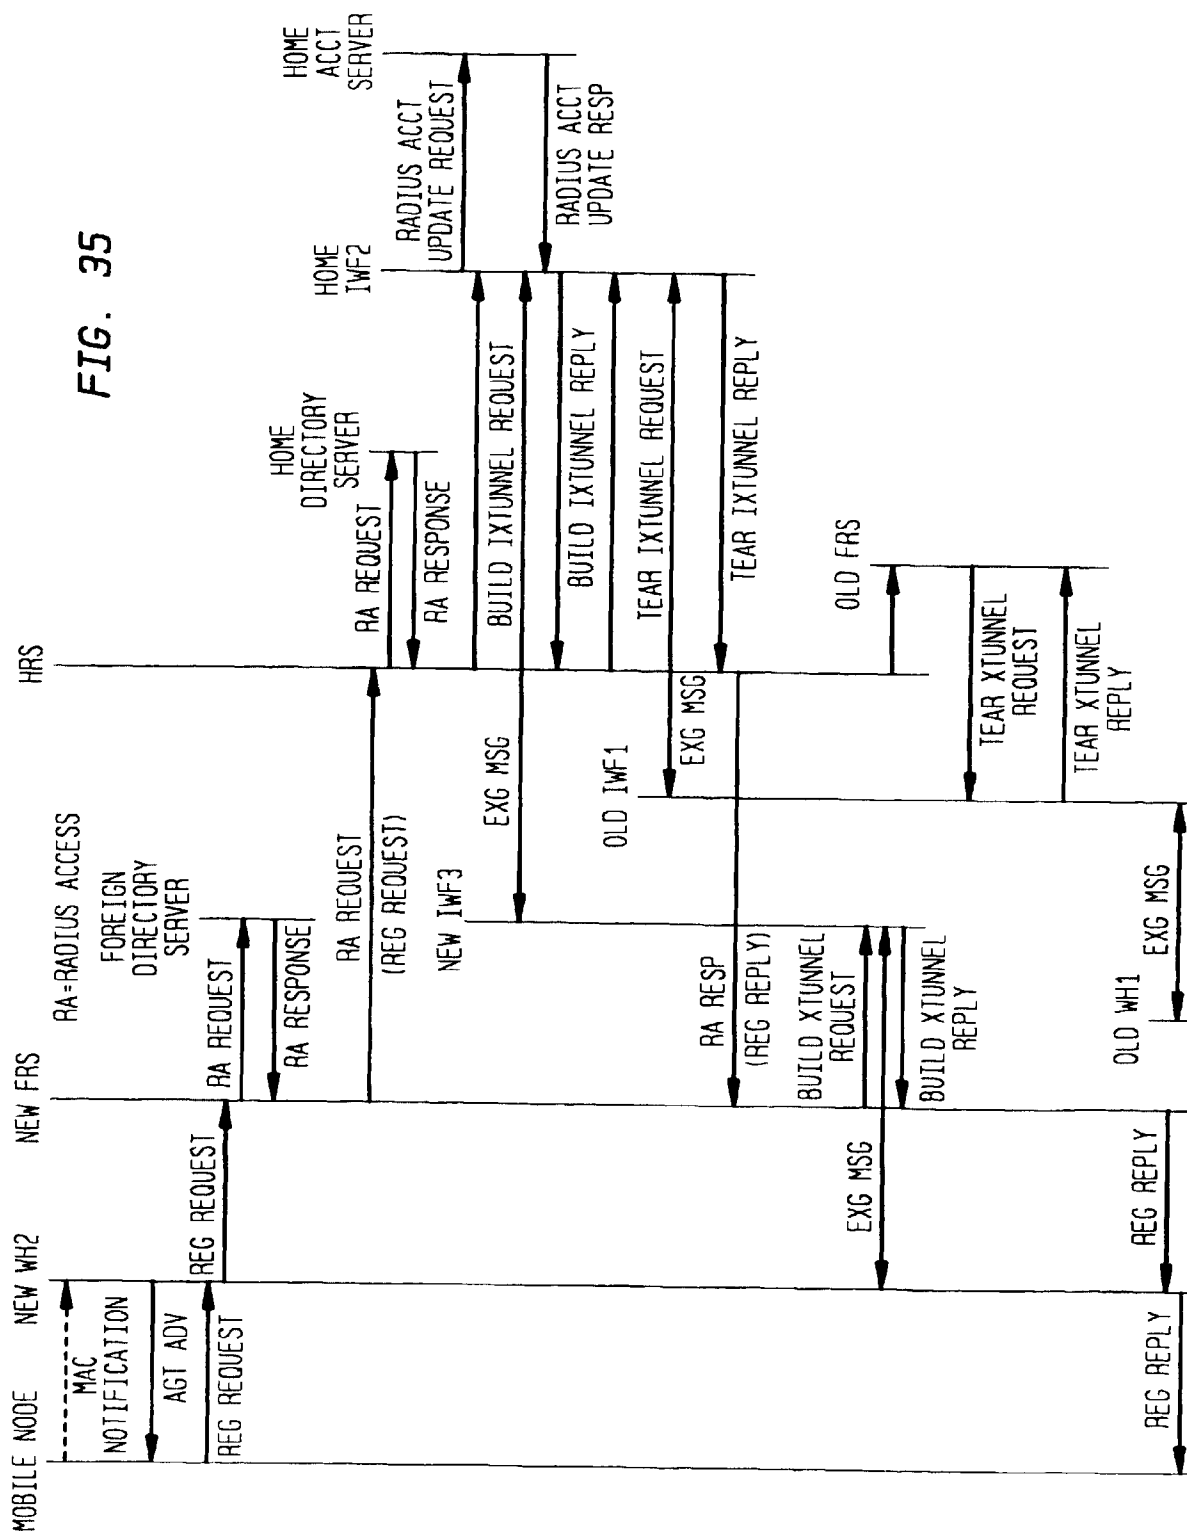 FIG. 35
RA=RADIUS ACCESS
MOBILE NODE
NEW WH2
NEW FRS
FOREIGN
DIRECTORY
SERVER
HRS
HOME
DIRECTORY
SERVER
HOME
IWF2
HOME
ACCT
SERVER
MAC
NOTIFICATION
AGT ADV
REG REQUEST
REG REQUEST
RA REQUEST
RA RESPONSE
RA REQUEST
(REG REQUEST)
RA REQUEST
RA RESPONSE
RADIUS ACCT
UPDATE REQUEST
BUILD IXTUNNEL REQUEST
NEW IWF3
EXG MSG
RADIUS ACCT
UPDATE RESP
BUILD IXTUNNEL REPLY
TEAR IXTUNNEL REQUEST
OLD IWF1
EXG MSG
TEAR IXTUNNEL REPLY
RA RESP
(REG REPLY)
BUILD XTUNNEL
REQUEST
EXG MSG
BUILD XTUNNEL
REPLY
OLD FRS
TEAR XTUNNEL
REQUEST
TEAR XTUNNEL
REPLY
OLD WH1
EXG MSG
REG REPLY
REG REPLY